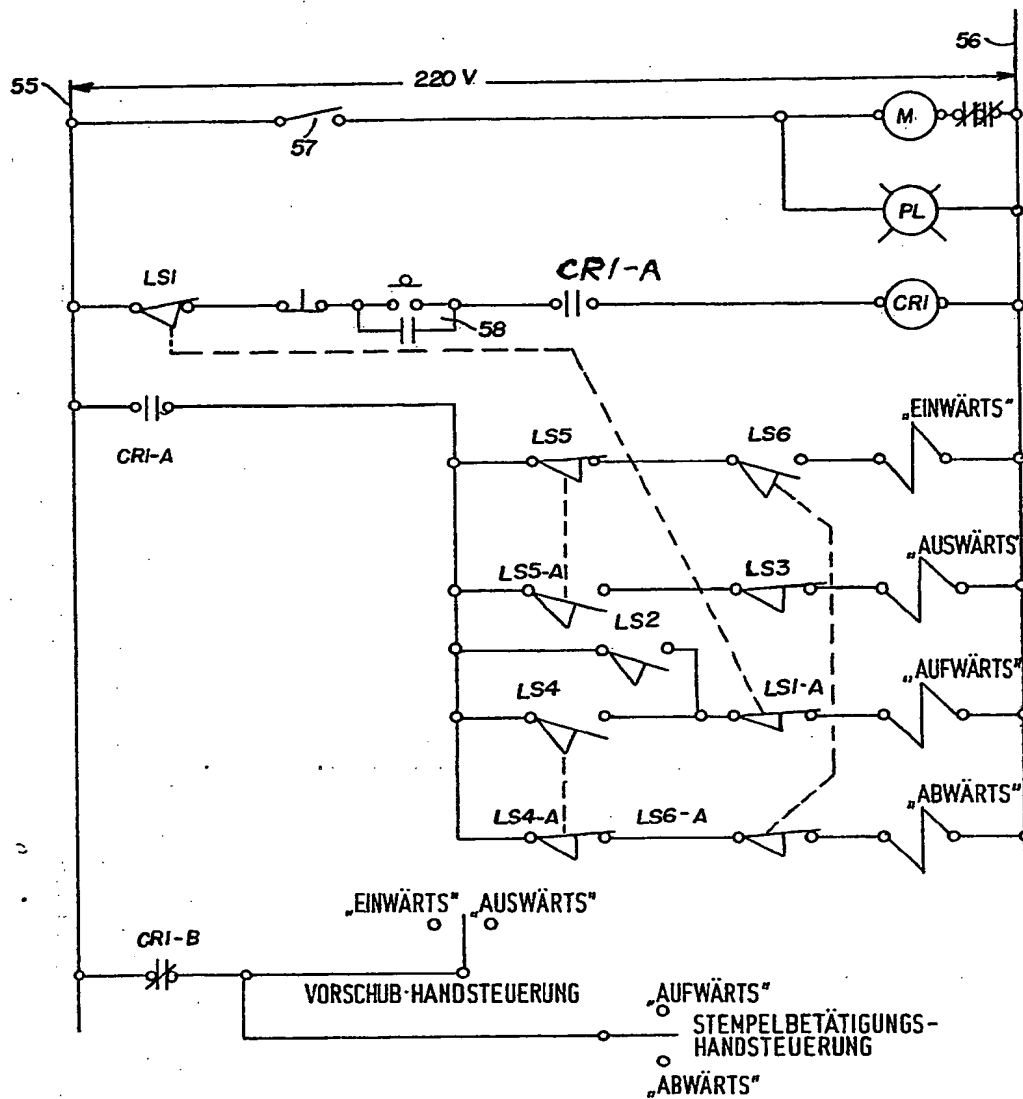 56
55
220 V.
57
M.
PL
LS1
CR1-A
58
CR1
CR1-A
LS5
LS6
„EINWÄRTS"
LS5-A
LS3
„AUSWÄRTS"
LS2
LS4
LS1-A
„AUFWÄRTS"
LS4-A
LS6-A
„ABWÄRTS"
„EINWÄRTS" „AUSWÄRTS"
CR1-B
VORSCHUB-HANDSTEUERUNG
„AUFWÄRTS"
STEMPELBETÄTIGUNGS-
HANDSTEUERUNG
„ABWÄRTS"